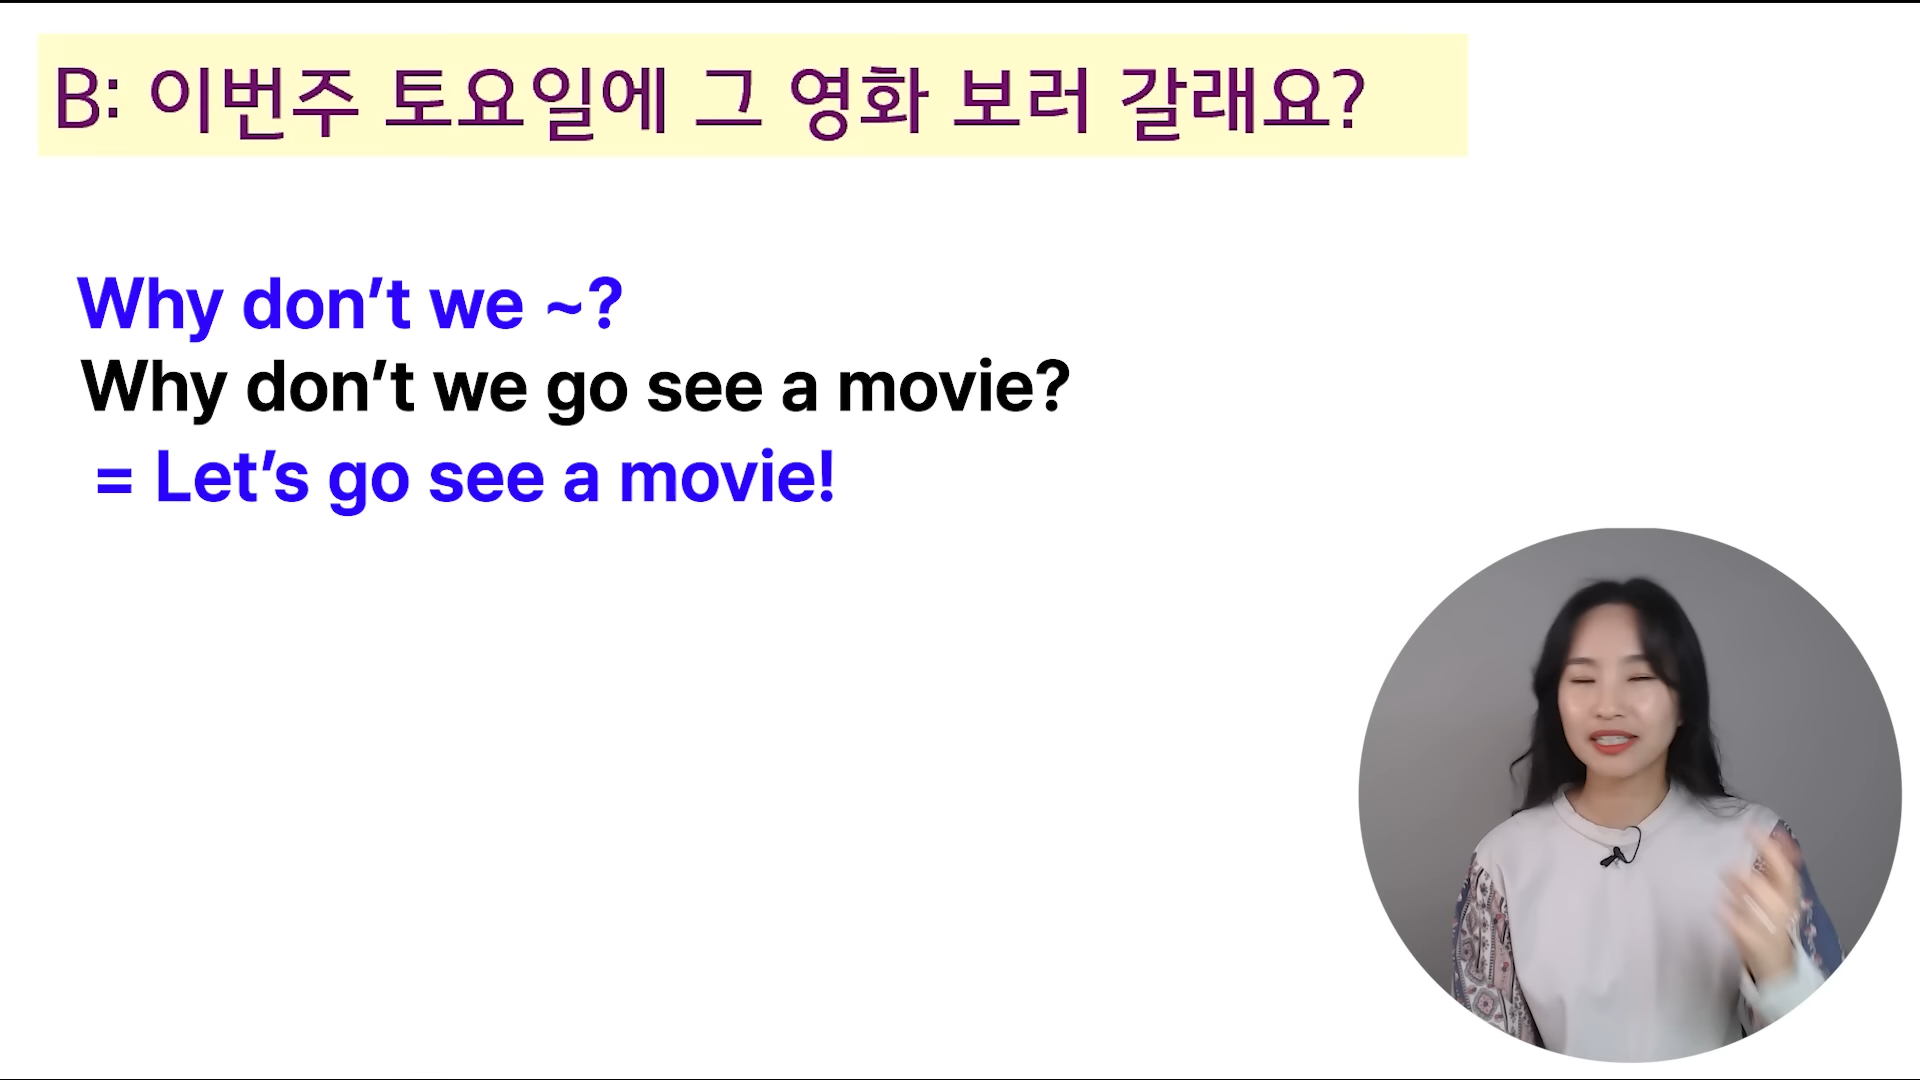 B: 이번주 토요일에 그 영화 보러 갈래요?
Why don’t we ~?
Why don’t we go see a movie?
= Let’s go see a movie!